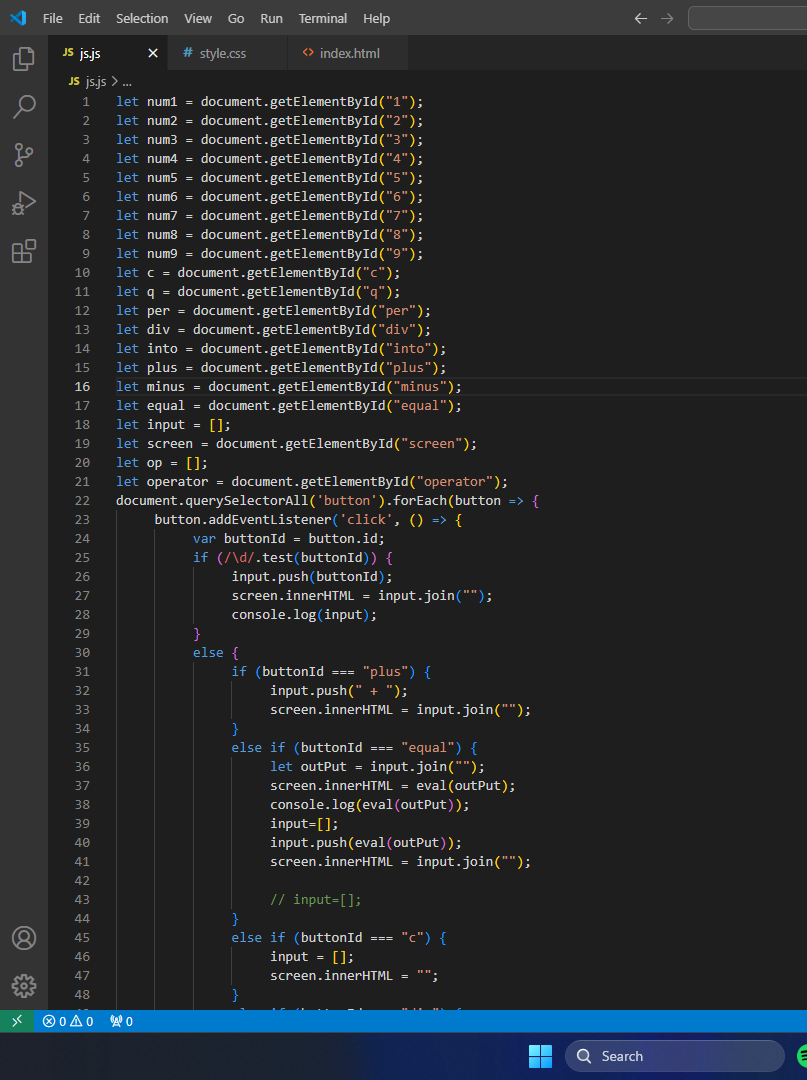 File Edit Selection View Go Run Terminal Help
JS js.js # style.css <> index.html
JS js.js > ...
1 let num1 = document.getElementById("1");
2 let num2 = document.getElementById("2");
3 let num3 = document.getElementById("3");
4 let num4 = document.getElementById("4");
5 let num5 = document.getElementById("5");
6 let num6 = document.getElementById("6");
7 let num7 = document.getElementById("7");
8 let num8 = document.getElementById("8");
9 let num9 = document.getElementById("9");
10 let c = document.getElementById("c");
11 let q = document.getElementById("q");
12 let per = document.getElementById("per");
13 let div = document.getElementById("div");
14 let into = document.getElementById("into");
15 let plus = document.getElementById("plus");
16 let minus = document.getElementById("minus");
17 let equal = document.getElementById("equal");
18 let input = [];
19 let screen = document.getElementById("screen");
20 let op = [];
21 let operator = document.getElementById("operator");
22 document.querySelectorAll('button').forEach(button => {
23     button.addEventListener('click', () => {
24         var buttonId = button.id;
25         if (/\d/.test(buttonId)) {
26             input.push(buttonId);
27             screen.innerHTML = input.join("");
28             console.log(input);
29         }
30         else {
31             if (buttonId === "plus") {
32                 input.push(" + ");
33                 screen.innerHTML = input.join("");
34             }
35             else if (buttonId === "equal") {
36                 let outPut = input.join("");
37                 screen.innerHTML = eval(outPut);
38                 console.log(eval(outPut));
39                 input=[];
40                 input.push(eval(outPut));
41                 screen.innerHTML = input.join("");
42
43                 // input=[];
44             }
45             else if (buttonId === "c") {
46                 input = [];
47                 screen.innerHTML = "";
48             }
0 0 0
Search